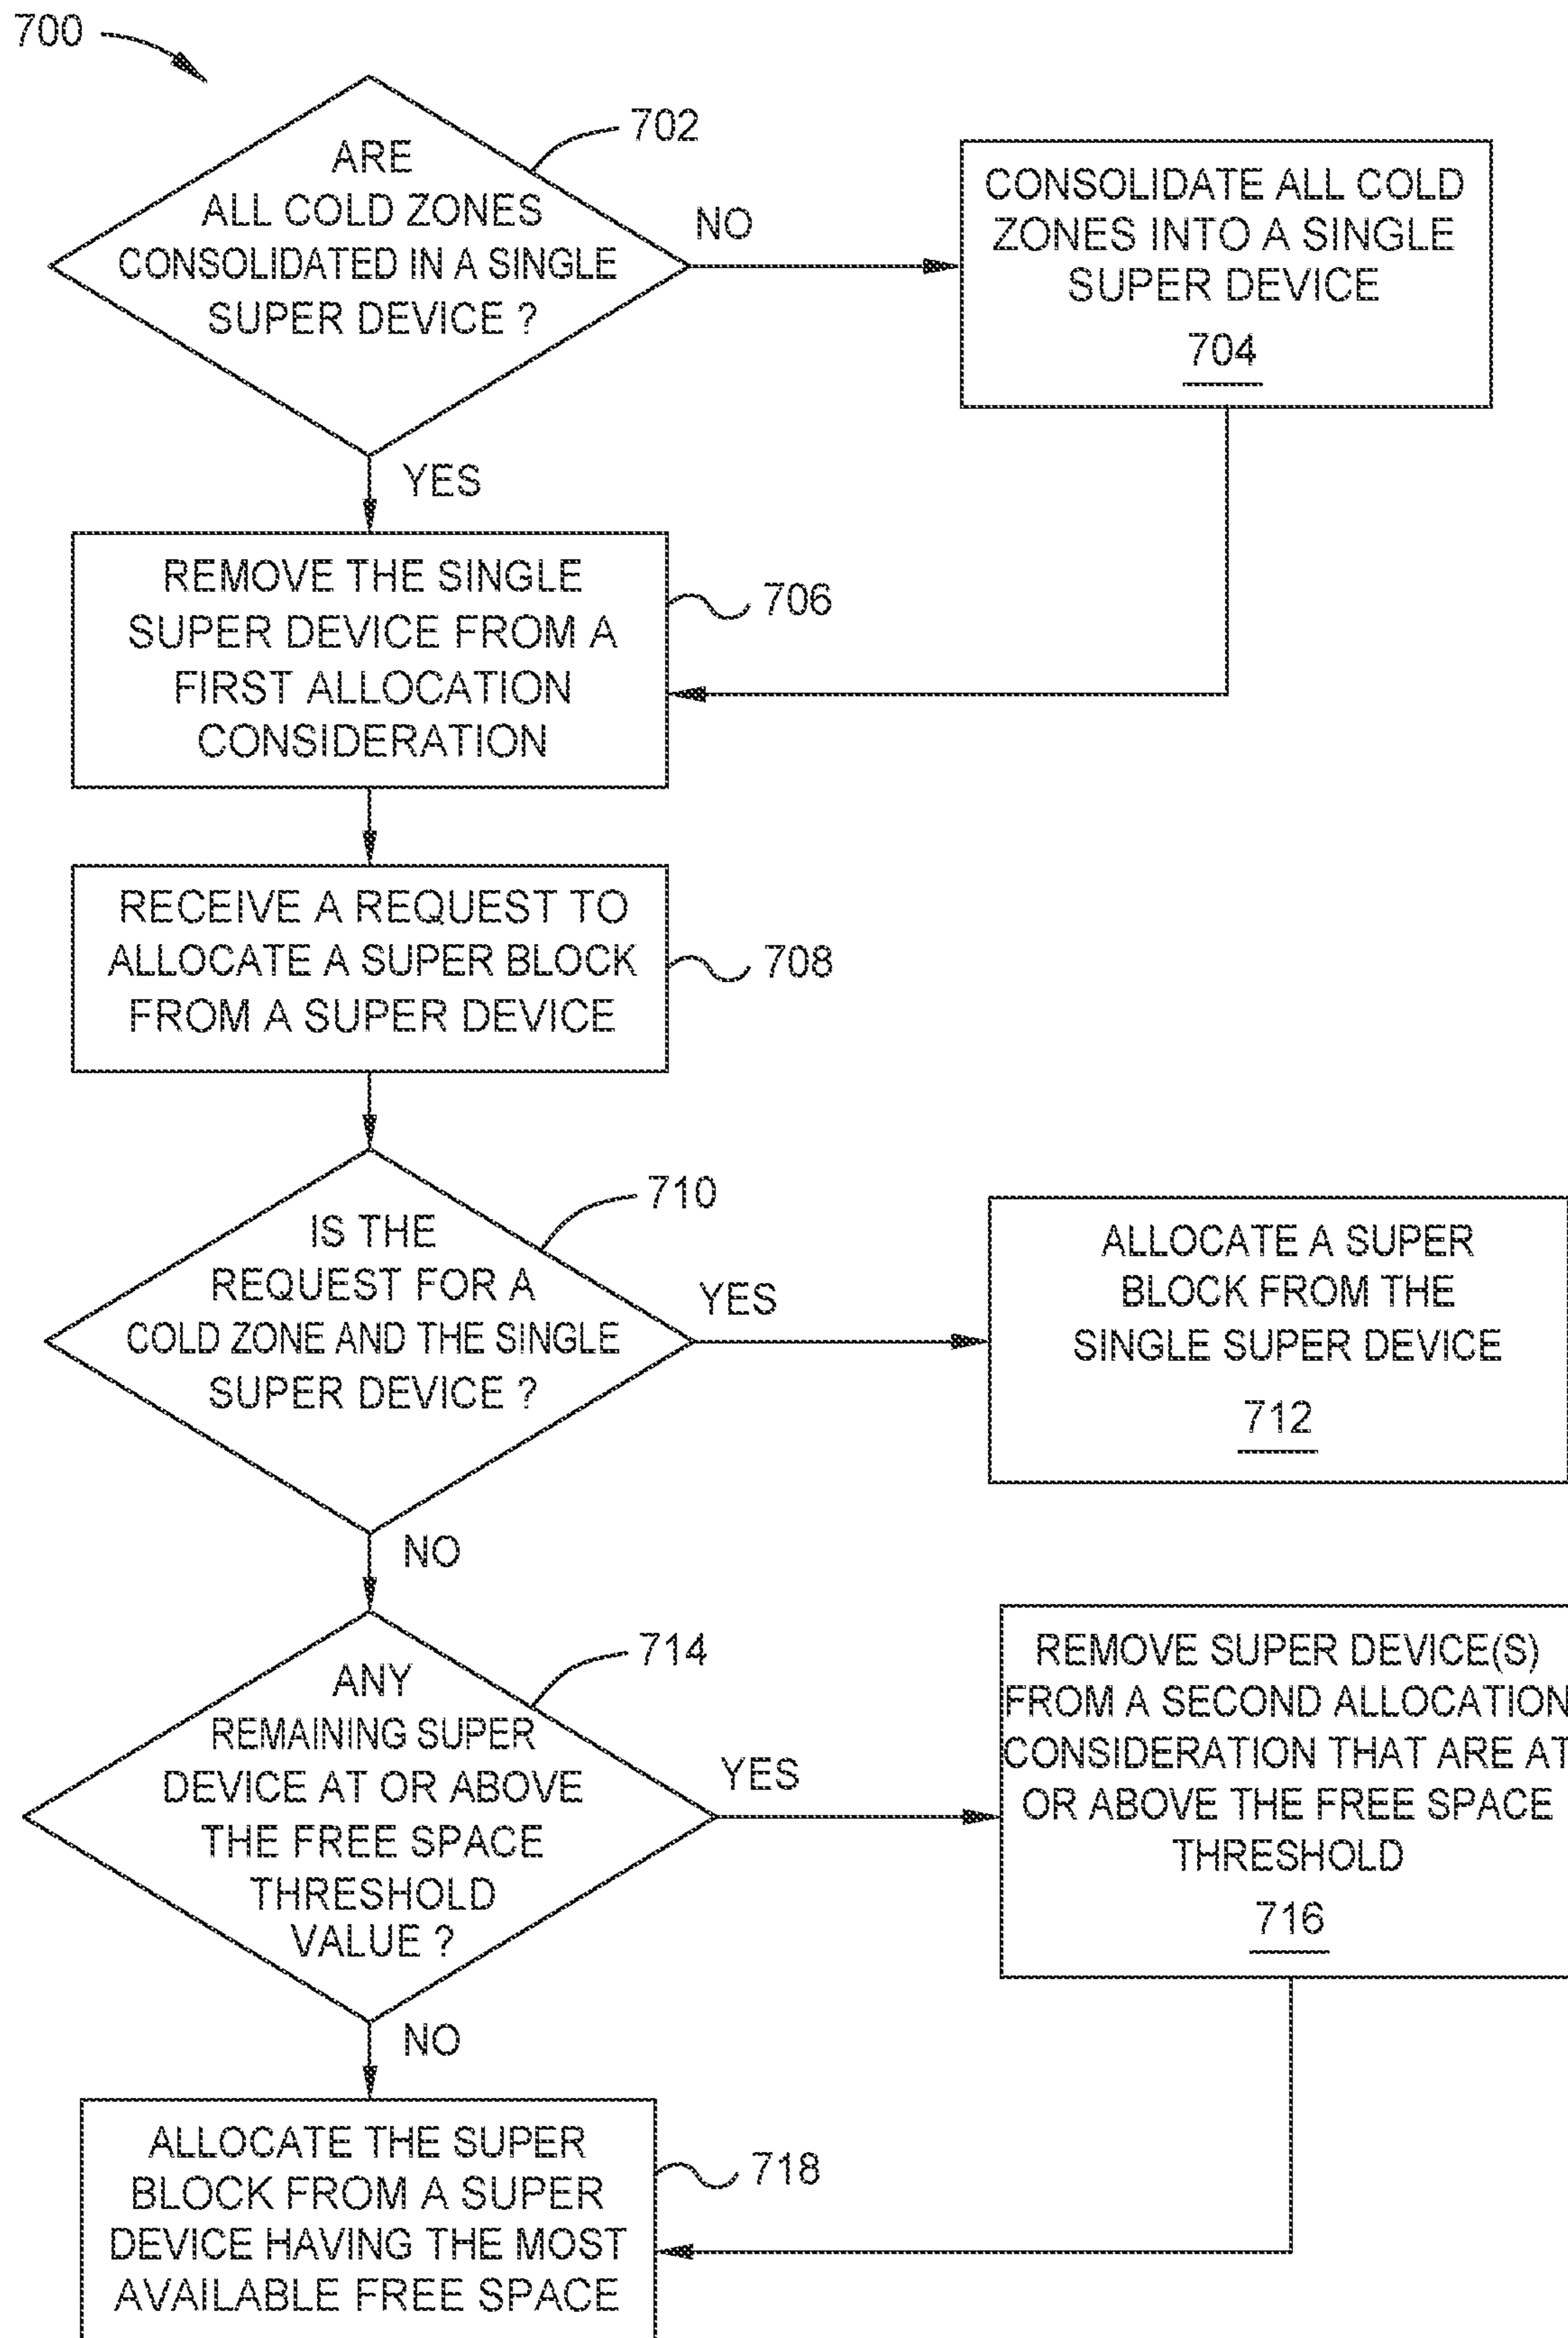 700
ARE
ALL COLD ZONES
CONSOLIDATED IN A SINGLE
SUPER DEVICE ?
702
NO
CONSOLIDATE ALL COLD
ZONES INTO A SINGLE
SUPER DEVICE
704
YES
REMOVE THE SINGLE
SUPER DEVICE FROM A
FIRST ALLOCATION
CONSIDERATION
706
RECEIVE A REQUEST TO
ALLOCATE A SUPER BLOCK
FROM A SUPER DEVICE
708
IS THE
REQUEST FOR A
COLD ZONE AND THE SINGLE
SUPER DEVICE ?
710
YES
ALLOCATE A SUPER
BLOCK FROM THE
SINGLE SUPER DEVICE
712
NO
ANY
REMAINING SUPER
DEVICE AT OR ABOVE
THE FREE SPACE
THRESHOLD
VALUE ?
714
YES
REMOVE SUPER DEVICE(S)
FROM A SECOND ALLOCATION
CONSIDERATION THAT ARE AT
OR ABOVE THE FREE SPACE
THRESHOLD
716
NO
ALLOCATE THE SUPER
BLOCK FROM A SUPER
DEVICE HAVING THE MOST
AVAILABLE FREE SPACE
718